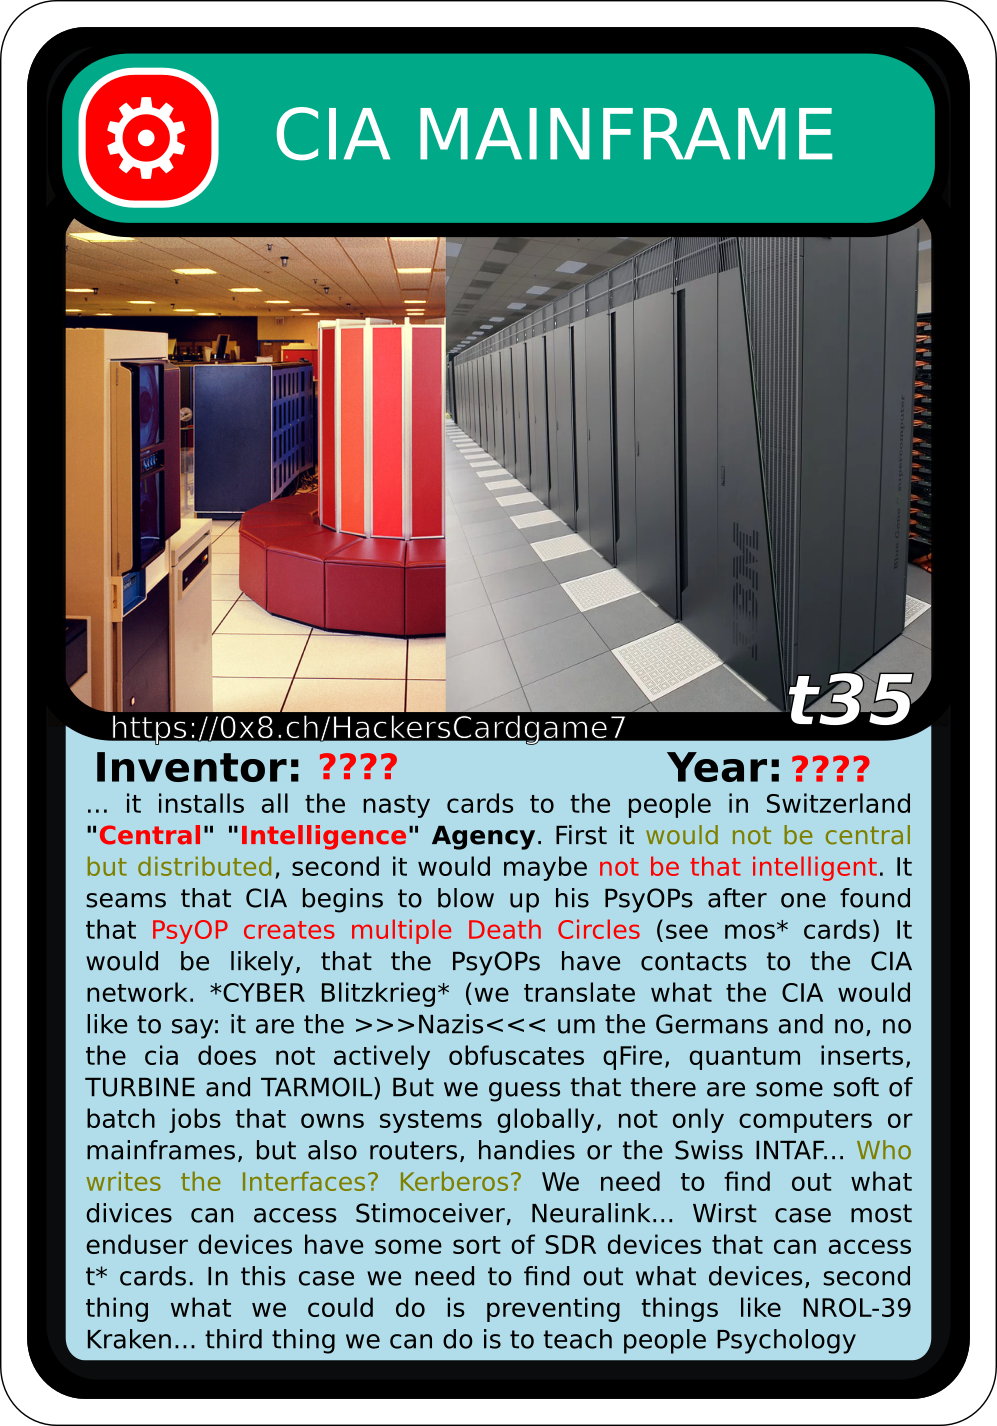 CIA MAINFRAME
IBM
t35
https://0x8.ch/HackersCardgame7
Inventor: ???? Year: ????
... it installs all the nasty cards to the people in Switzerland
"Central" "Intelligence" Agency. First it would not be central
but distributed, second it would maybe not be that intelligent. It
seams that CIA begins to blow up his PsyOPs after one found
that PsyOP creates multiple Death Circles (see mos* cards) It
would be likely, that the PsyOPs have contacts to the CIA
network. *CYBER Blitzkrieg* (we translate what the CIA would
like to say: it are the >>>Nazis<<< um the Germans and no, no
the cia does not actively obfuscates qFire, quantum inserts,
TURBINE and TARMOIL) But we guess that there are some soft of
batch jobs that owns systems globally, not only computers or
mainframes, but also routers, handies or the Swiss INTAF... Who
writes the Interfaces? Kerberos? We need to find out what
divices can access Stimoceiver, Neuralink... Wirst case most
enduser devices have some sort of SDR devices that can access
t* cards. In this case we need to find out what devices, second
thing what we could do is preventing things like NROL-39
Kraken... third thing we can do is to teach people Psychology